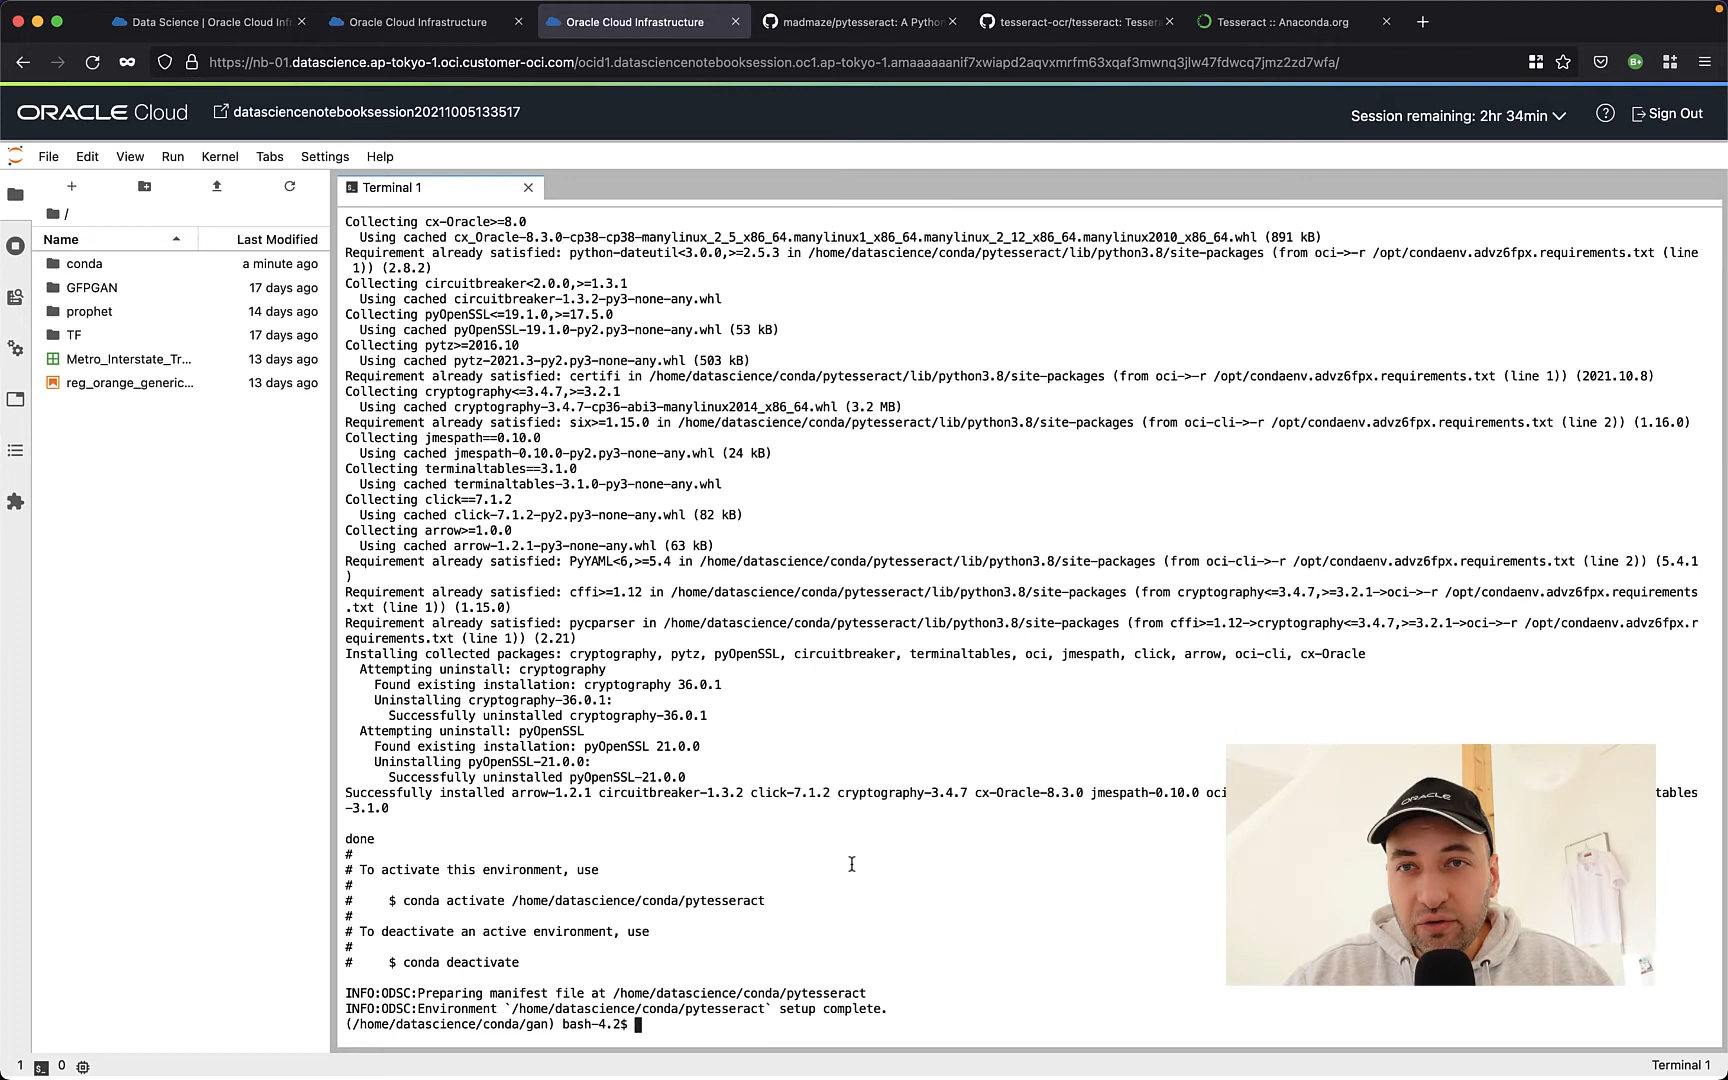 Data Science | Oracle Cloud Infr
Oracle Cloud Infrastructure
Oracle Cloud Infrastructure
madmaze/pytesseract: A Python
tesseract-ocr/tesseract: Tesser
Tesseract :: Anaconda.org
https://nb-01.datascience.ap-tokyo-1.oci.customer-oci.com/ocid1.datasciencenotebooksession.oc1.ap-tokyo-1.amaaaaaanif7xwiapd2aqvxmrfm63xqaf3mwnq3jlw47fdwcq7jmz2zd7wfa/
ORACLE Cloud
datasciencenotebooksession20211005133517
Session remaining: 2hr 34min
Sign Out
File Edit View Run Kernel Tabs Settings Help
Terminal 1
/
Name Last Modified
conda a minute ago
GFPGAN 17 days ago
prophet 14 days ago
TF 17 days ago
Metro_Interstate_Tr... 13 days ago
reg_orange_generic... 13 days ago
Collecting cx-Oracle>=8.0
Using cached cx_Oracle-8.3.0-cp38-cp38-manylinux_2_5_x86_64.manylinux1_x86_64.manylinux_2_12_x86_64.manylinux2010_x86_64.whl (891 kB)
Requirement already satisfied: python-dateutil<3.0.0,>=2.5.3 in /home/datascience/conda/pytesseract/lib/python3.8/site-packages (from oci->-r /opt/condaenv.advz6fpx.requirements.txt (line
1)) (2.8.2)
Collecting circuitbreaker<2.0.0,>=1.3.1
Using cached circuitbreaker-1.3.2-py3-none-any.whl
Collecting pyOpenSSL<=19.1.0,>=17.5.0
Using cached pyOpenSSL-19.1.0-py2.py3-none-any.whl (53 kB)
Collecting pytz>=2016.10
Using cached pytz-2021.3-py2.py3-none-any.whl (503 kB)
Requirement already satisfied: certifi in /home/datascience/conda/pytesseract/lib/python3.8/site-packages (from oci->-r /opt/condaenv.advz6fpx.requirements.txt (line 1)) (2021.10.8)
Collecting cryptography<=3.4.7,>=3.2.1
Using cached cryptography-3.4.7-cp36-abi3-manylinux2014_x86_64.whl (3.2 MB)
Requirement already satisfied: six>=1.15.0 in /home/datascience/conda/pytesseract/lib/python3.8/site-packages (from oci-cli->-r /opt/condaenv.advz6fpx.requirements.txt (line 2)) (1.16.0)
Collecting jmespath==0.10.0
Using cached jmespath-0.10.0-py2.py3-none-any.whl (24 kB)
Collecting terminaltables==3.1.0
Using cached terminaltables-3.1.0-py3-none-any.whl
Collecting click==7.1.2
Using cached click-7.1.2-py2.py3-none-any.whl (82 kB)
Collecting arrow>=1.0.0
Using cached arrow-1.2.1-py3-none-any.whl (63 kB)
Requirement already satisfied: PyYAML<6,>=5.4 in /home/datascience/conda/pytesseract/lib/python3.8/site-packages (from oci-cli->-r /opt/condaenv.advz6fpx.requirements.txt (line 2)) (5.4.1
)
Requirement already satisfied: cffi>=1.12 in /home/datascience/conda/pytesseract/lib/python3.8/site-packages (from cryptography<=3.4.7,>=3.2.1->oci->-r /opt/condaenv.advz6fpx.requirements
.txt (line 1)) (1.15.0)
Requirement already satisfied: pycparser in /home/datascience/conda/pytesseract/lib/python3.8/site-packages (from cffi>=1.12->cryptography<=3.4.7,>=3.2.1->oci->-r /opt/condaenv.advz6fpx.r
equirements.txt (line 1)) (2.21)
Installing collected packages: cryptography, pytz, pyOpenSSL, circuitbreaker, terminaltables, oci, jmespath, click, arrow, oci-cli, cx-Oracle
Attempting uninstall: cryptography
Found existing installation: cryptography 36.0.1
Uninstalling cryptography-36.0.1:
Successfully uninstalled cryptography-36.0.1
Attempting uninstall: pyOpenSSL
Found existing installation: pyOpenSSL 21.0.0
Uninstalling pyOpenSSL-21.0.0:
Successfully uninstalled pyOpenSSL-21.0.0
Successfully installed arrow-1.2.1 circuitbreaker-1.3.2 click-7.1.2 cryptography-3.4.7 cx-Oracle-8.3.0 jmespath-0.10.0 oci tables
-3.1.0
done
#
# To activate this environment, use
#
# $ conda activate /home/datascience/conda/pytesseract
#
# To deactivate an active environment, use
#
# $ conda deactivate
INFO:ODSC:Preparing manifest file at /home/datascience/conda/pytesseract
INFO:ODSC:Environment `/home/datascience/conda/pytesseract` setup complete.
(/home/datascience/conda/gan) bash-4.2$
ORACLE
1 0 Terminal 1